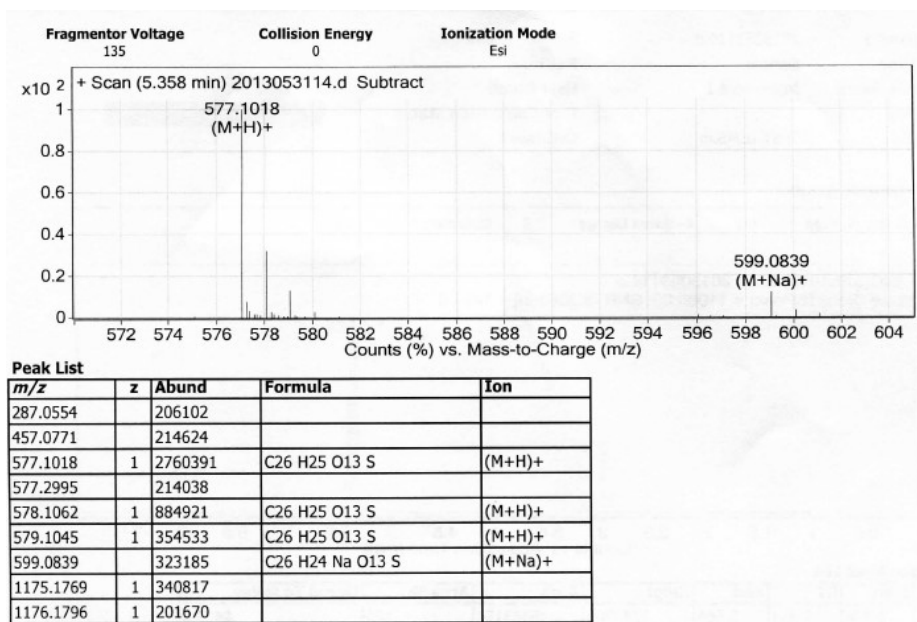 Fragmentor Voltage Collision Energy Ionization Mode
135 0 Esi
x10 2 + Scan (5.358 min) 2013053114.d Subtract
1
577.1018
(M+H)+
0.8
0.6
0.4
599.0839
(M+Na)+
0.2
0
572 574 576 578 580 582 584 586 588 590 592 594 596 598 600 602 604
Counts (%) vs. Mass-to-Charge (m/z)
Peak List
m/z z Abund Formula Ion
287.0554 206102
457.0771 214624
577.1018 1 2760391 C26 H25 O13 S (M+H)+
577.2995 214038
578.1062 1 884921 C26 H25 O13 S (M+H)+
579.1045 1 354533 C26 H25 O13 S (M+H)+
599.0839 323185 C26 H24 Na O13 S (M+Na)+
1175.1769 1 340817
1176.1796 1 201670